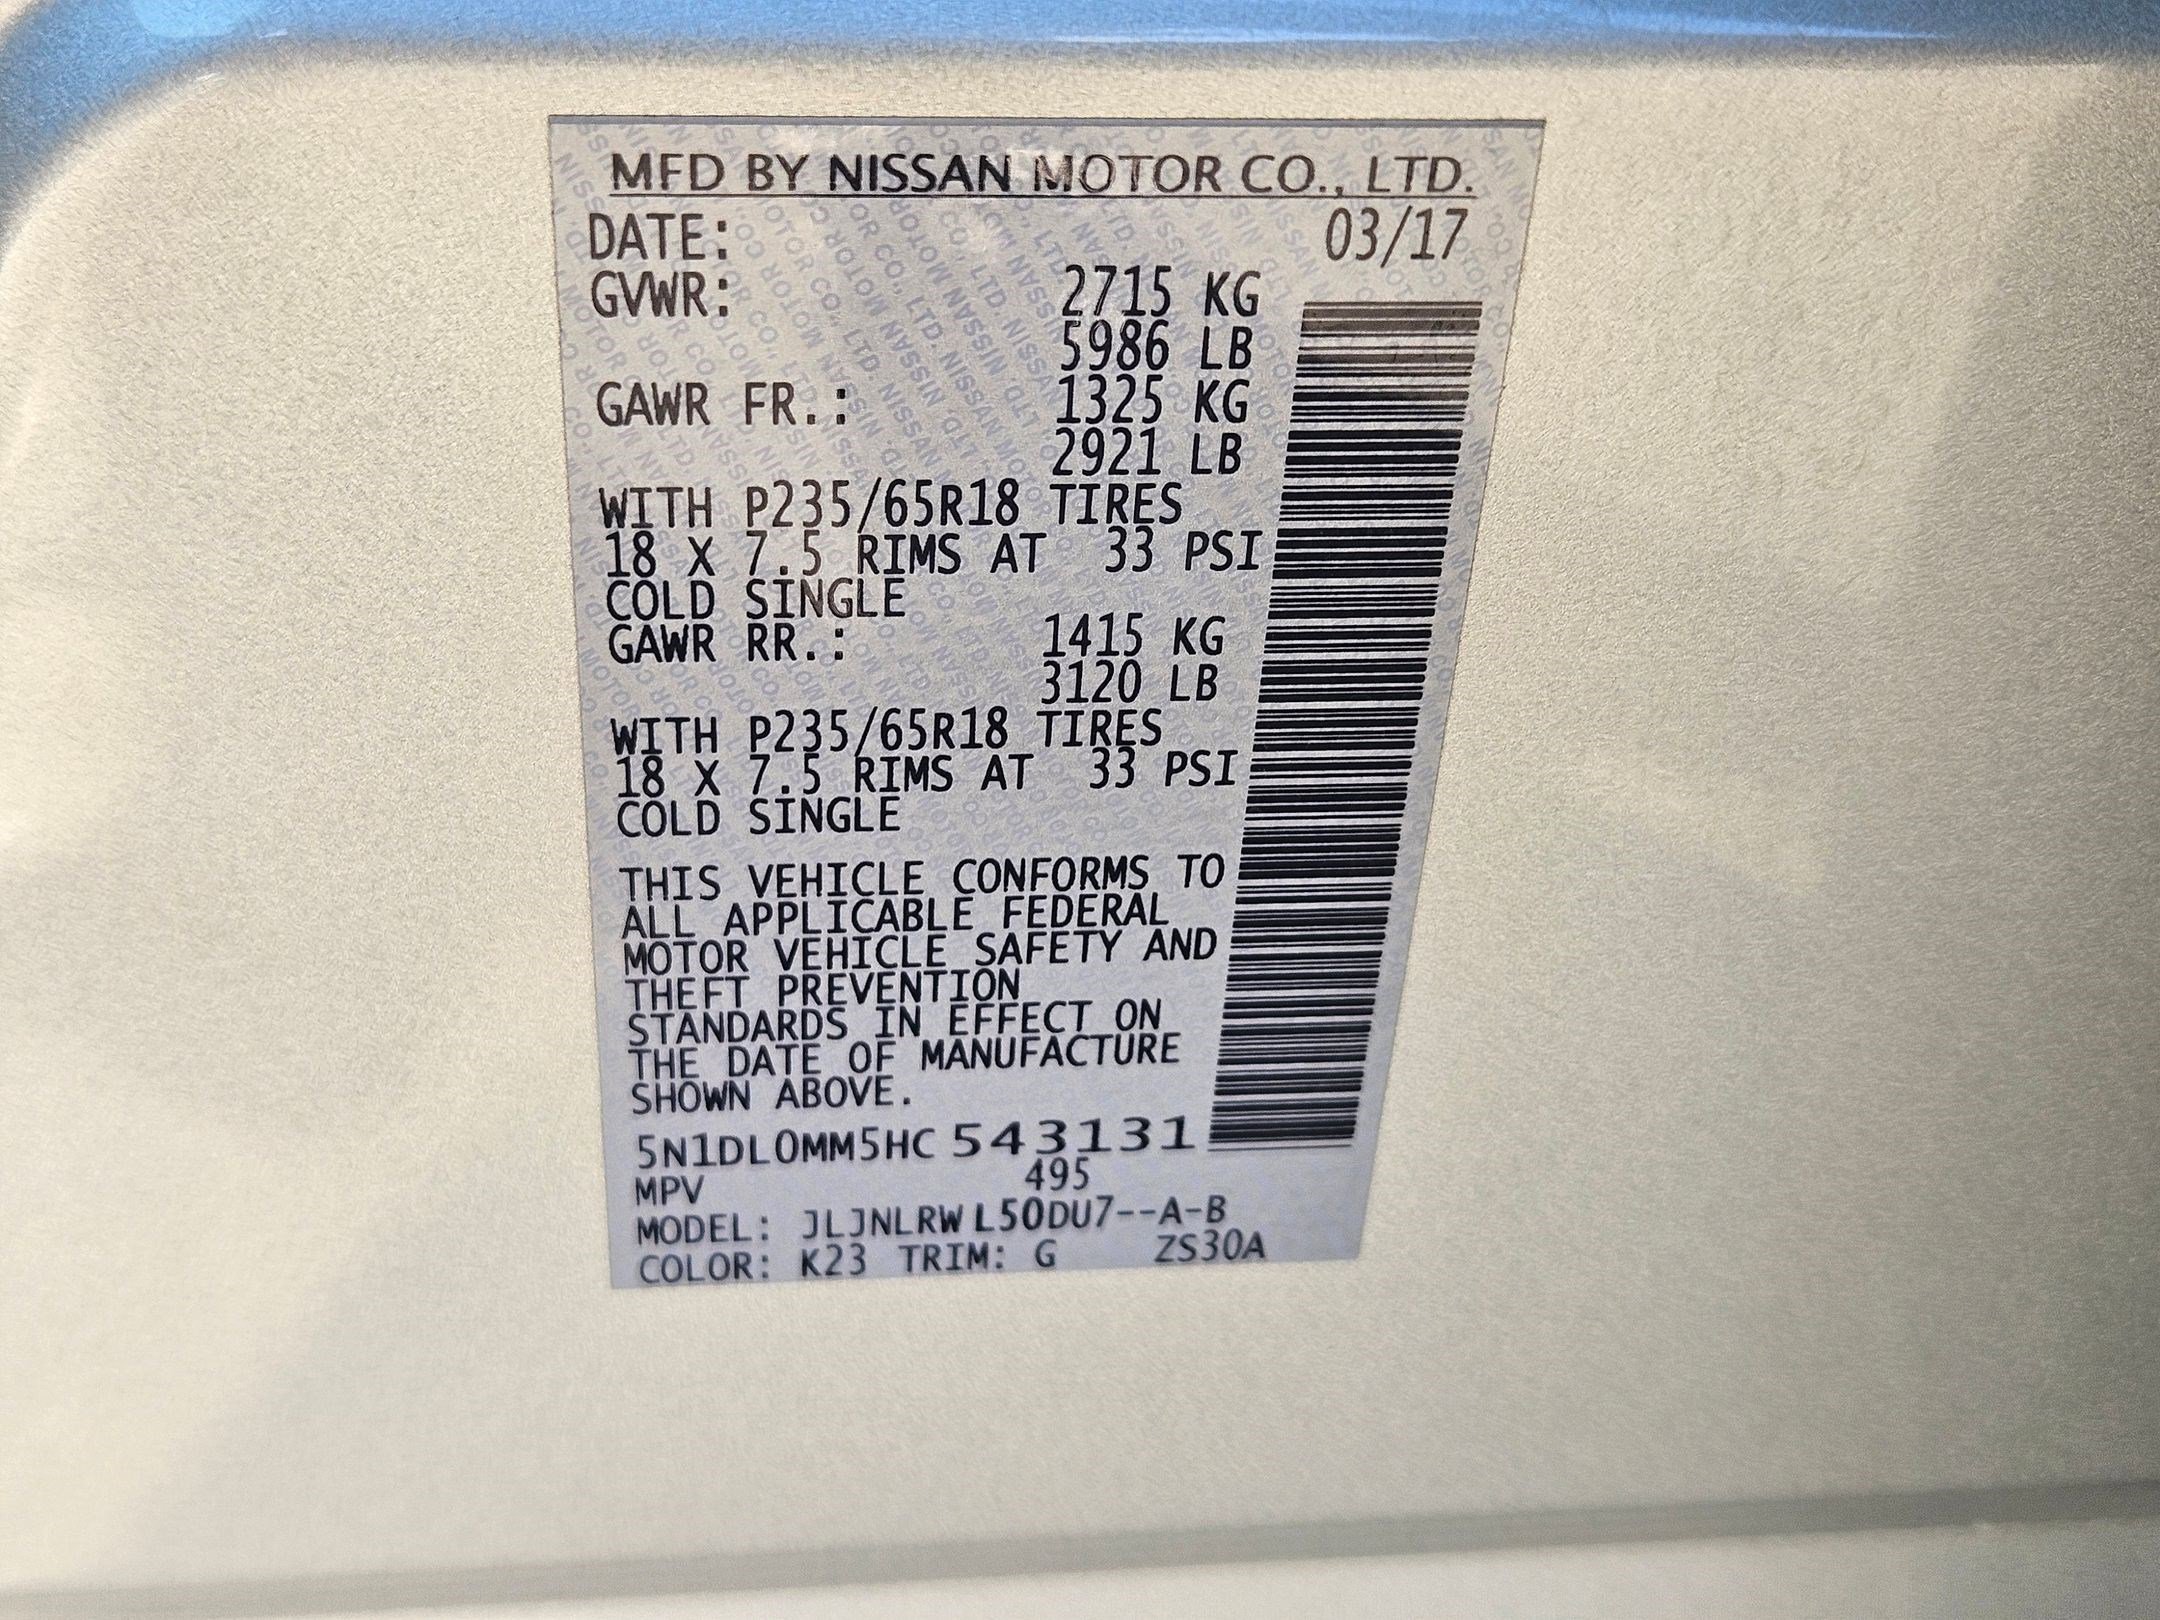 MFD BY NISSAN MOTOR CO., LTD.
DATE: 03/17
GVWR: 2715 KG
5986 LB
GAWR FR.: 1325 KG
2921 LB
WITH P235/65R18 TIRES
18 X 7.5 RIMS AT 33 PSI
COLD SINGLE
GAWR RR.: 1415 KG
3120 LB
WITH P235/65R18 TIRES
18 X 7.5 RIMS AT 33 PSI
COLD SINGLE
THIS VEHICLE CONFORMS TO
ALL APPLICABLE FEDERAL
MOTOR VEHICLE SAFETY AND
THEFT PREVENTION
STANDARDS IN EFFECT ON
THE DATE OF MANUFACTURE
SHOWN ABOVE.
5N1DL0MM5HC 543131
MPV 495
MODEL: JLJNLRW L50DU7--A-B
COLOR: K23 TRIM: G ZS30A